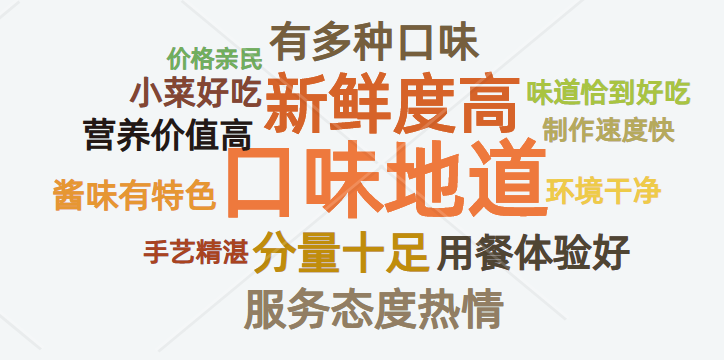 有多种口味
价格亲民
小菜好吃
新鲜度高
味道恰到好吃
营养价值高
制作速度快
口味地道
酱味有特色
环境干净
手艺精湛
分量十足
用餐体验好
服务态度热情